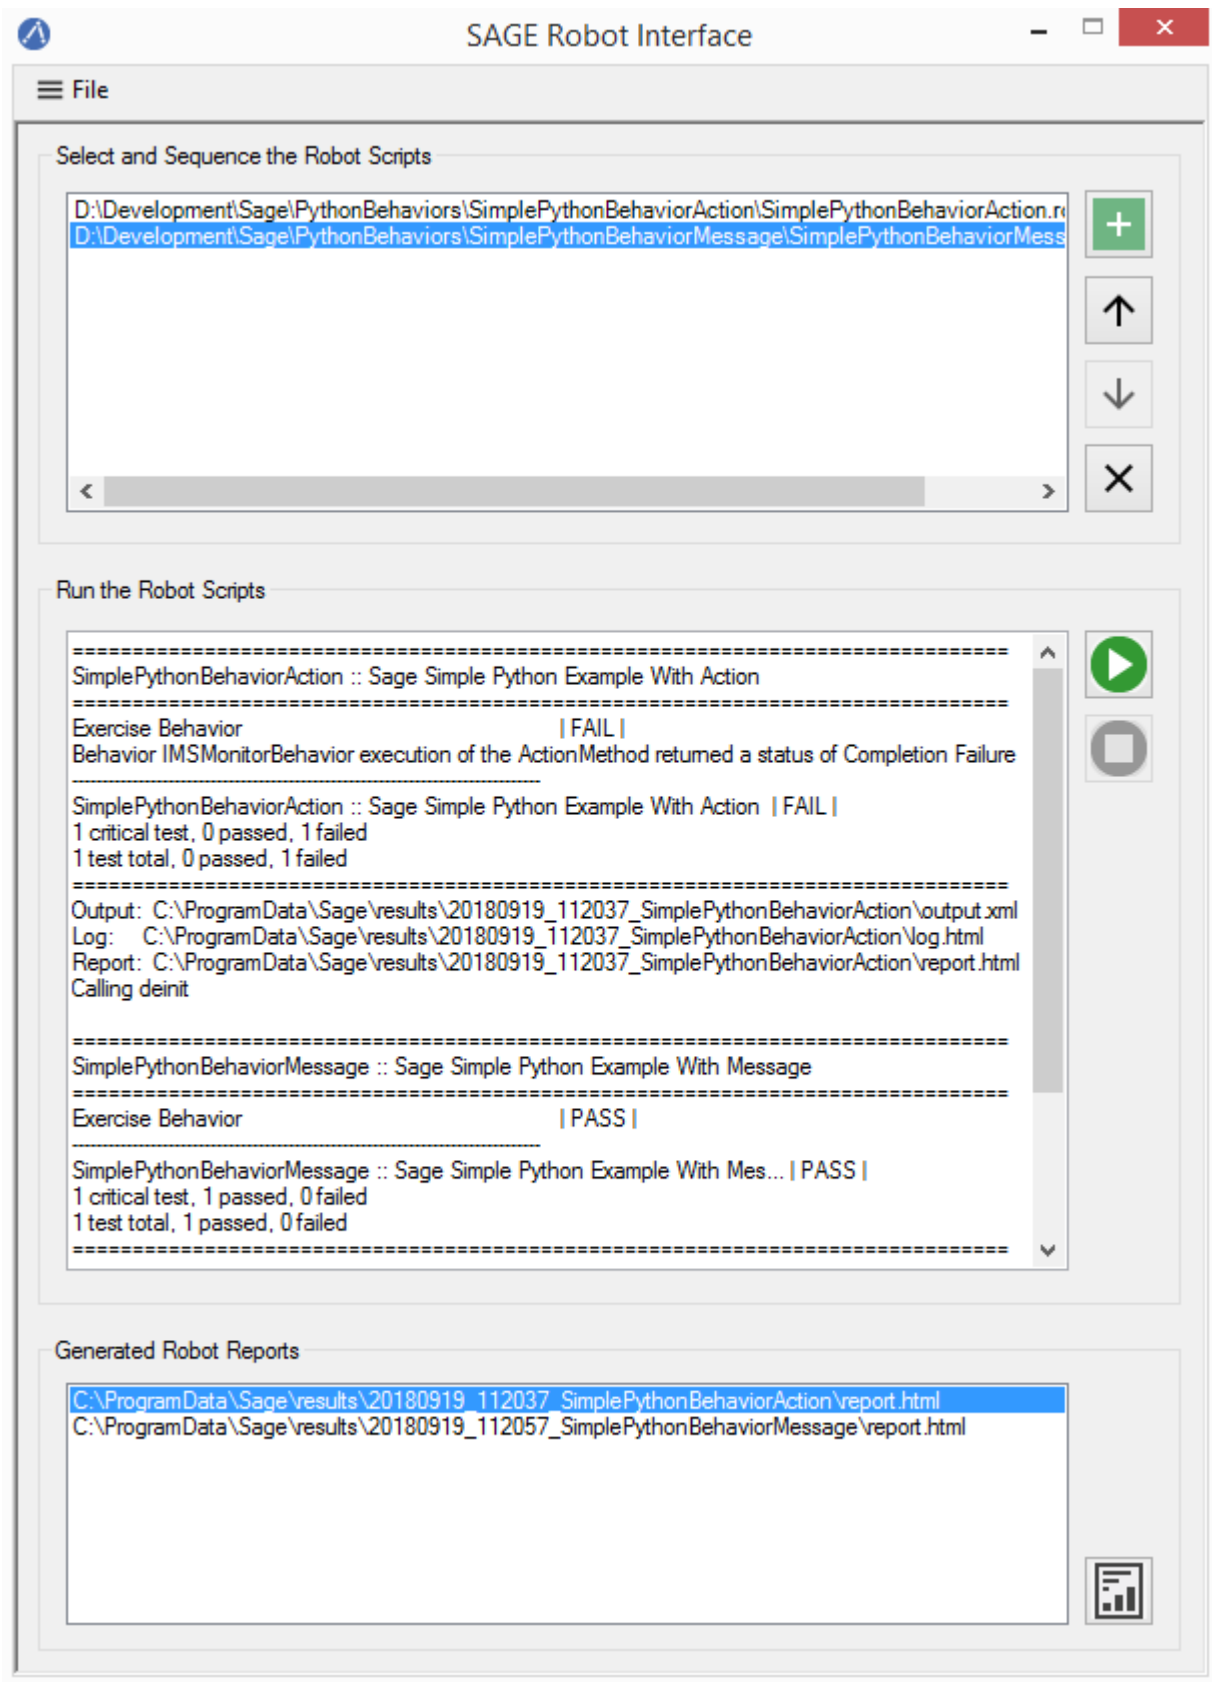 SAGE Robot Interface
File
Select and Sequence the Robot Scripts
D:\Development\Sage\PythonBehaviors\SimplePythonBehaviorAction\SimplePythonBehaviorAction.r
D:\Development\Sage\PythonBehaviors\SimplePythonBehaviorMessage\SimplePythonBehaviorMess
Run the Robot Scripts
==============================================================================
SimplePythonBehaviorAction :: Sage Simple Python Example With Action
==============================================================================
Exercise Behavior | FAIL |
Behavior IMSMonitorBehavior execution of the ActionMethod returned a status of Completion Failure
------------------------------------------------------------------------------
SimplePythonBehaviorAction :: Sage Simple Python Example With Action | FAIL |
1 critical test, 0 passed, 1 failed
1 test total, 0 passed, 1 failed
==============================================================================
Output: C:\ProgramData\Sage\results\20180919_112037_SimplePythonBehaviorAction\output.xml
Log: C:\ProgramData\Sage\results\20180919_112037_SimplePythonBehaviorAction\log.html
Report: C:\ProgramData\Sage\results\20180919_112037_SimplePythonBehaviorAction\report.html
Calling deinit
==============================================================================
SimplePythonBehaviorMessage :: Sage Simple Python Example With Message
==============================================================================
Exercise Behavior | PASS |
------------------------------------------------------------------------------
SimplePythonBehaviorMessage :: Sage Simple Python Example With Mes... | PASS |
1 critical test, 1 passed, 0 failed
1 test total, 1 passed, 0 failed
==============================================================================
Generated Robot Reports
C:\ProgramData\Sage\results\20180919_112037_SimplePythonBehaviorAction\report.html
C:\ProgramData\Sage\results\20180919_112057_SimplePythonBehaviorMessage\report.html